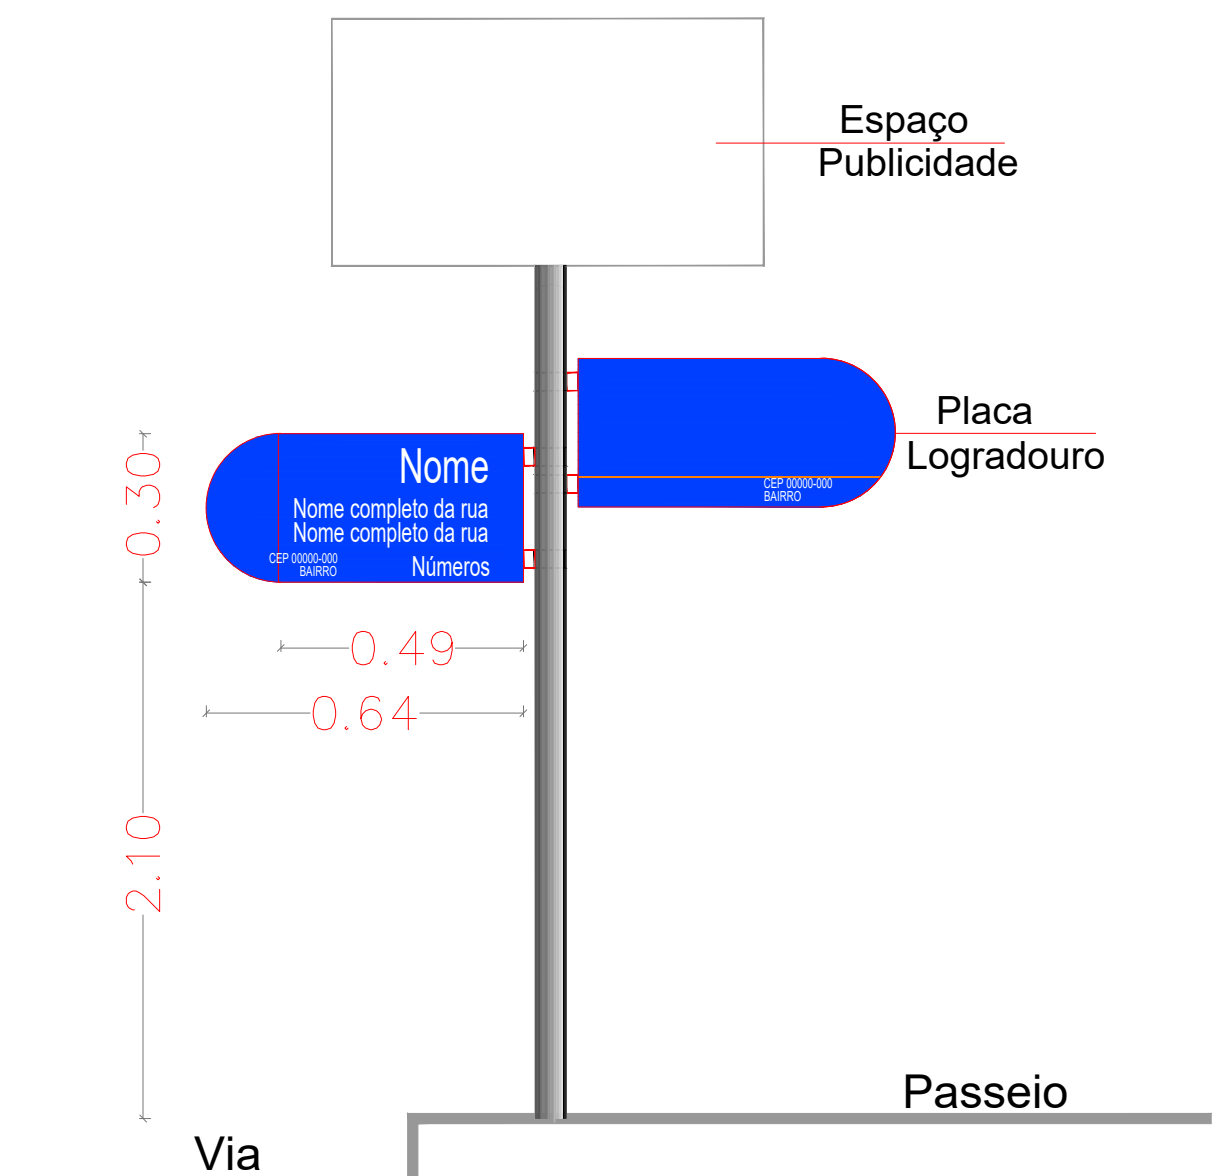 Espaço
Publicidade
Placa
Logradouro
Nome
Nome completo da rua
Nome completo da rua
CEP 00000-000
BAIRRO
Números
CEP 00000-000
BAIRRO
0.30
0.49
0.64
2.10
Passeio
Via